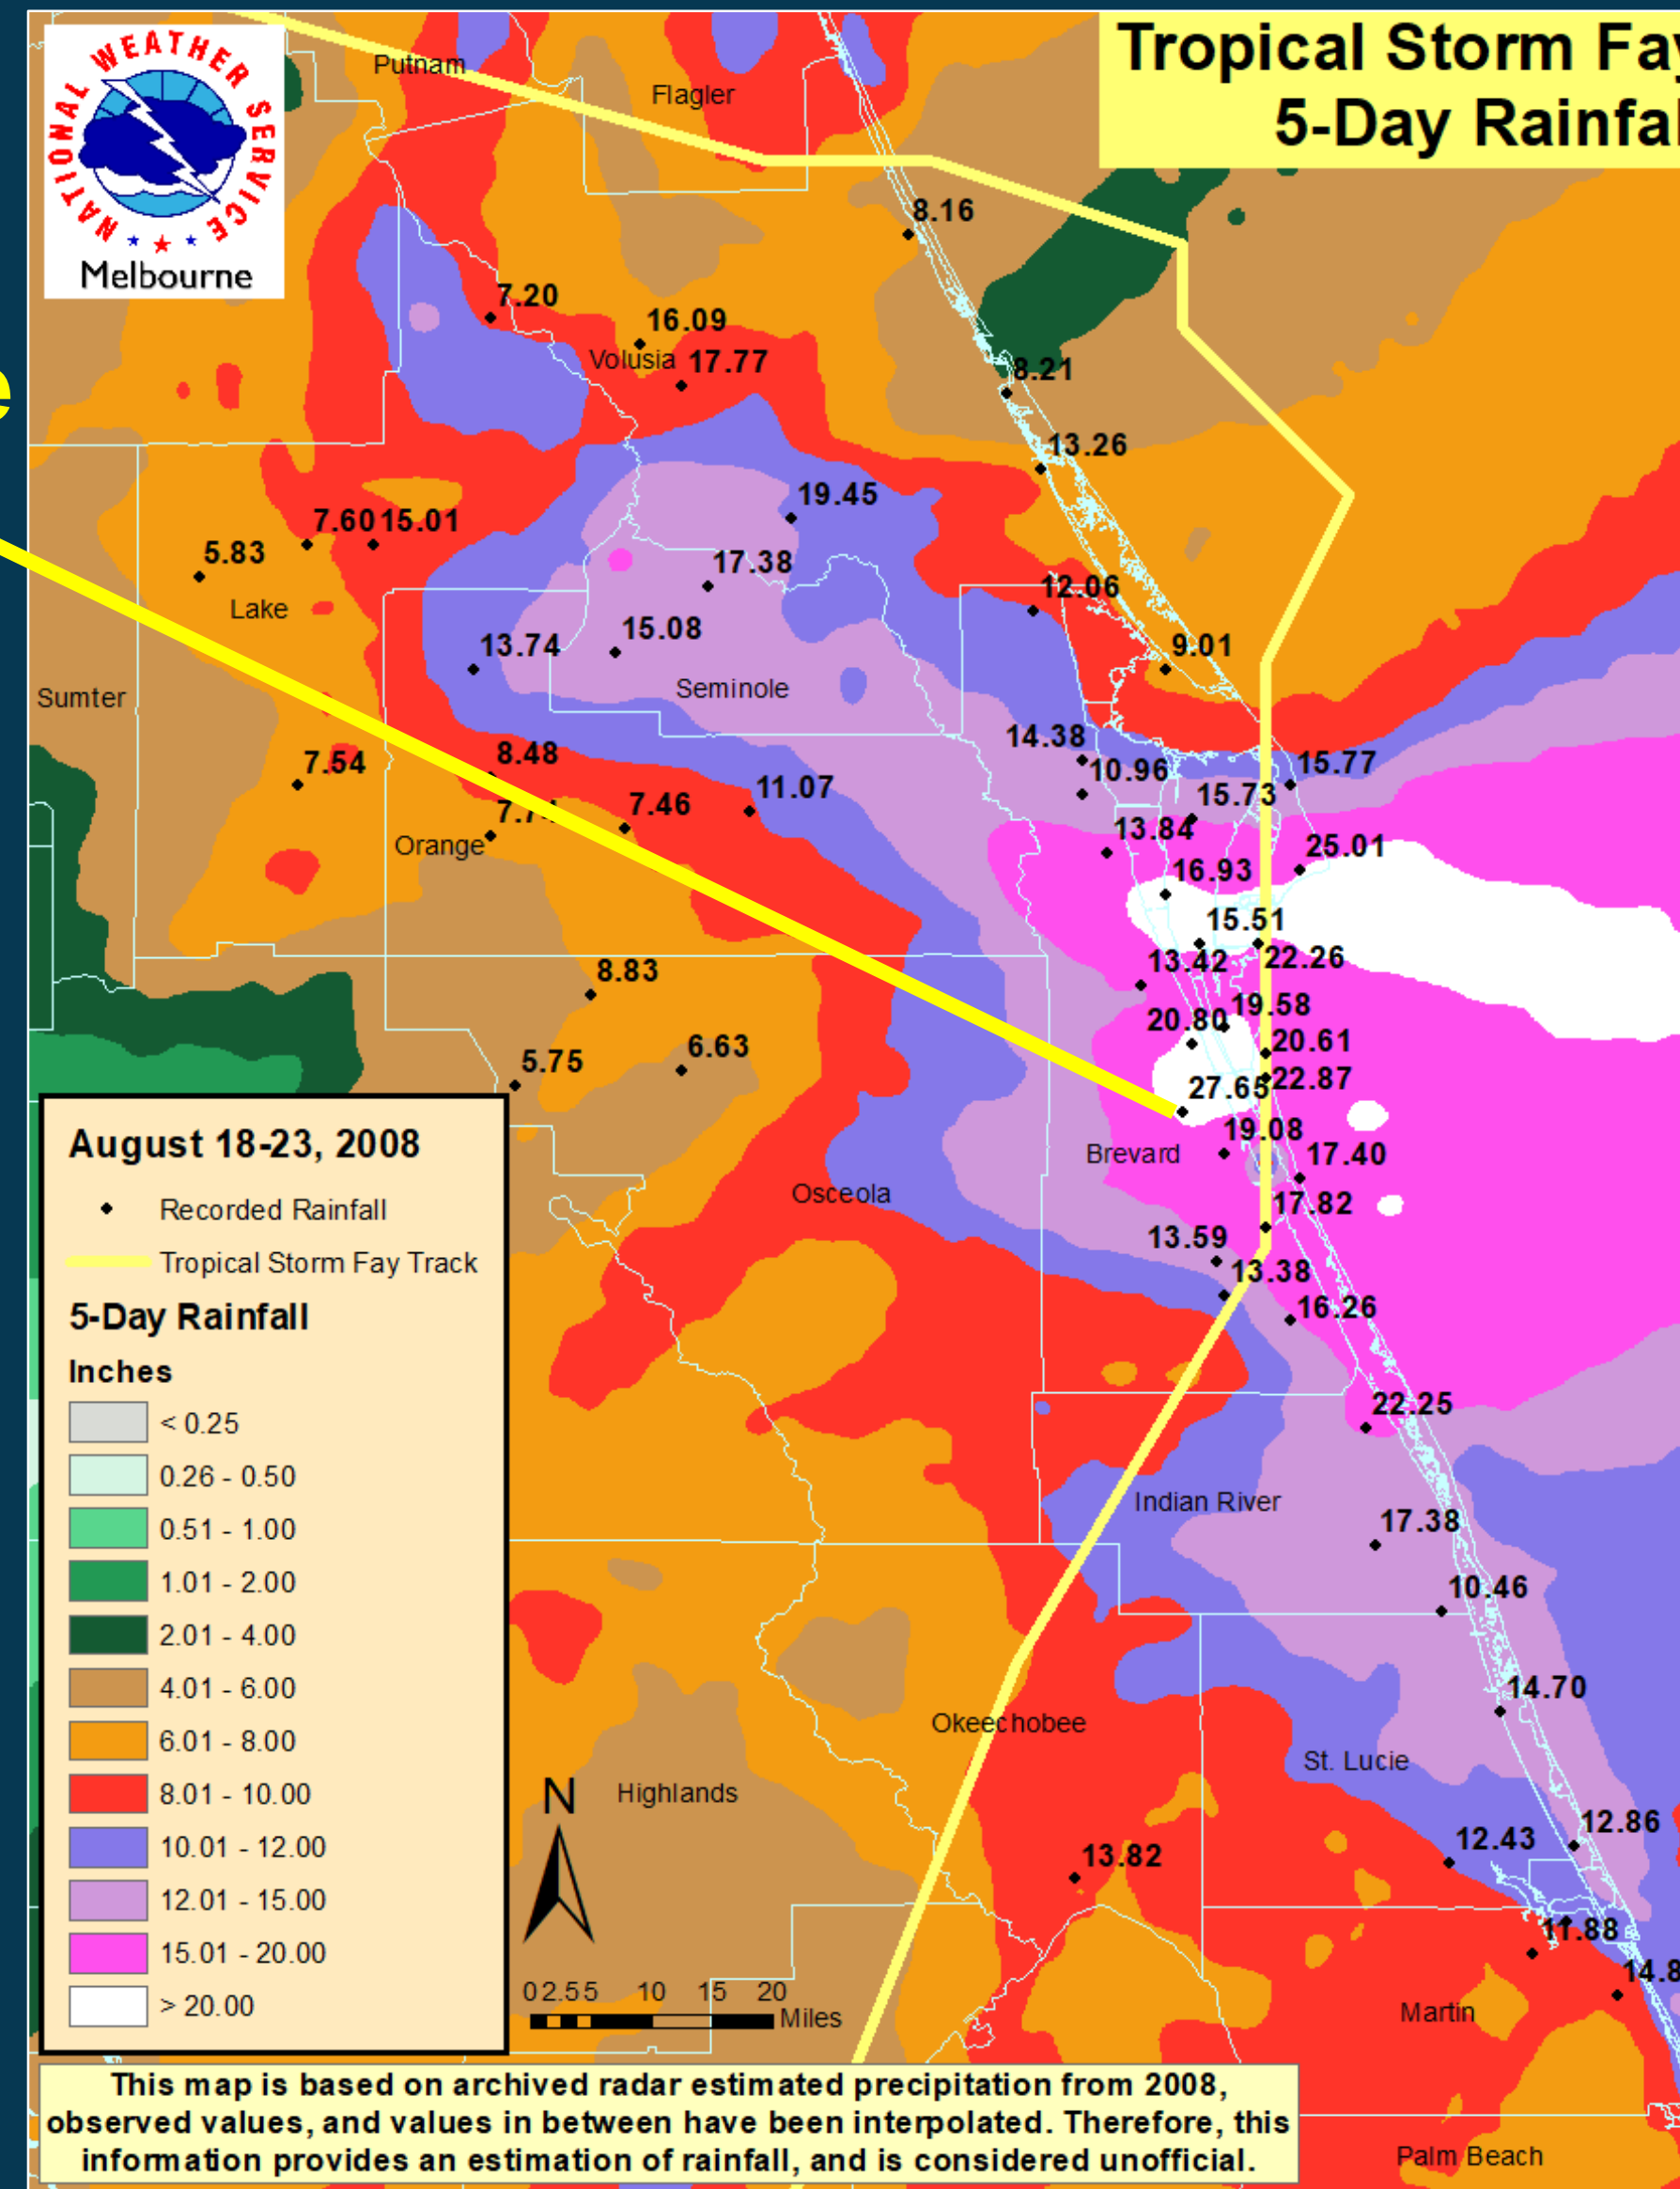 NATIONAL WEATHER SERVICE
Melbourne
Tropical Storm Fay
5-Day Rainfal
Putnam
Flagler
8.16
7.20
16.09
Volusia 17.77
8.21
e
13.26
19.45
7.60 15.01
5.83
17.38
12.06
Lake
15.08
13.74
9.01
Seminole
Sumter
14.38
8.48
7.54
15.77
10.96
11.07
15.73
7.46
13.84
Orange
25.01
16.93
15.51
22.26
13.42
8.83
19.58
20.80
20.61
6.63
5.75
22.87
27.65
19.08
Brevard
17.40
Osceola
17.82
13.59
13.38
16.26
22.25
Indian River
17.38
10.46
14.70
Okeechobee
St. Lucie
Highlands
12.86
12.43
13.82
11.88
14.8
Martin
Palm Beach
August 18-23, 2008
Recorded Rainfall
Tropical Storm Fay Track
5-Day Rainfall
Inches
< 0.25
0.26 - 0.50
0.51 - 1.00
1.01 - 2.00
2.01 - 4.00
4.01 - 6.00
6.01 - 8.00
8.01 - 10.00
10.01 - 12.00
12.01 - 15.00
15.01 - 20.00
> 20.00
N
0 2.5 5 10 15 20
Miles
This map is based on archived radar estimated precipitation from 2008,
observed values, and values in between have been interpolated. Therefore, this
information provides an estimation of rainfall, and is considered unofficial.